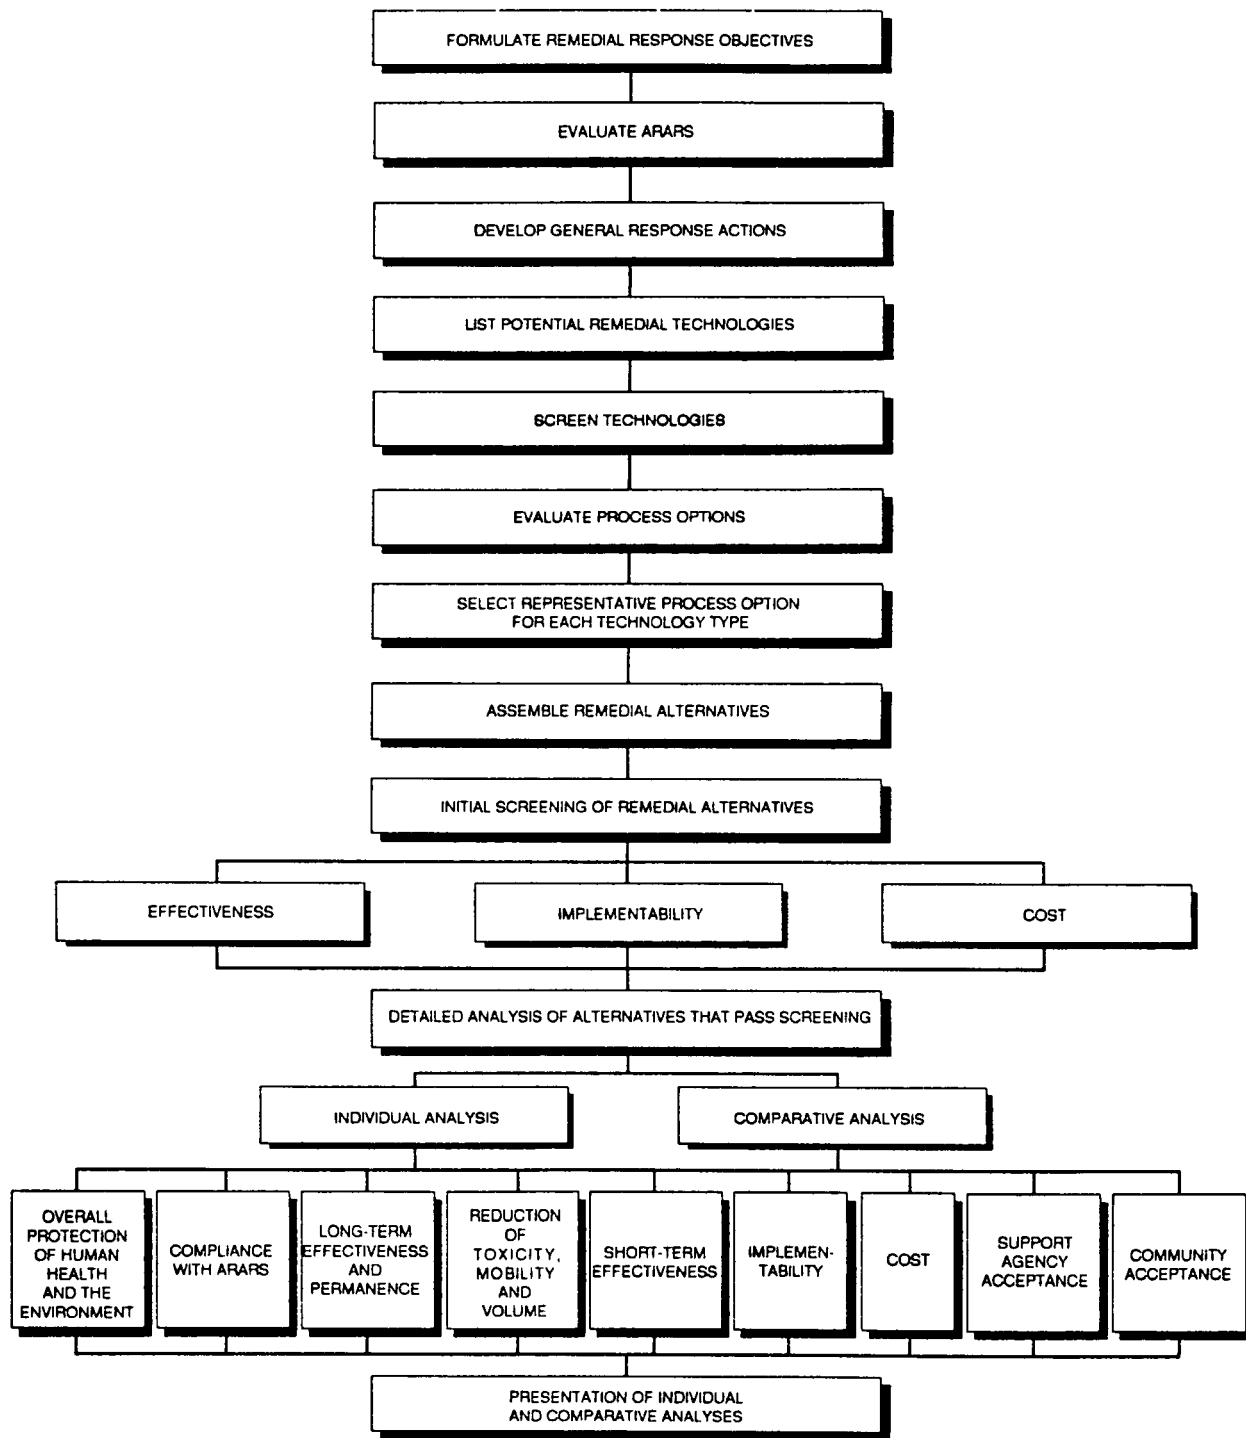 FORMULATE REMEDIAL RESPONSE OBJECTIVES
EVALUATE ARARS
DEVELOP GENERAL RESPONSE ACTIONS
LIST POTENTIAL REMEDIAL TECHNOLOGIES
SCREEN TECHNOLOGIES
EVALUATE PROCESS OPTIONS
SELECT REPRESENTATIVE PROCESS OPTION
FOR EACH TECHNOLOGY TYPE
ASSEMBLE REMEDIAL ALTERNATIVES
INITIAL SCREENING OF REMEDIAL ALTERNATIVES
EFFECTIVENESS
IMPLEMENTABILITY
COST
DETAILED ANALYSIS OF ALTERNATIVES THAT PASS SCREENING
INDIVIDUAL ANALYSIS
COMPARATIVE ANALYSIS
OVERALL
PROTECTION
OF HUMAN
HEALTH
AND THE
ENVIRONMENT
COMPLIANCE
WITH ARARS
LONG-TERM
EFFECTIVENESS
AND
PERMANENCE
REDUCTION
OF
TOXICITY,
MOBILITY
AND
VOLUME
SHORT-TERM
EFFECTIVENESS
IMPLEMEN-
TABILITY
COST
SUPPORT
AGENCY
ACCEPTANCE
COMMUNITY
ACCEPTANCE
PRESENTATION OF INDIVIDUAL
AND COMPARATIVE ANALYSES